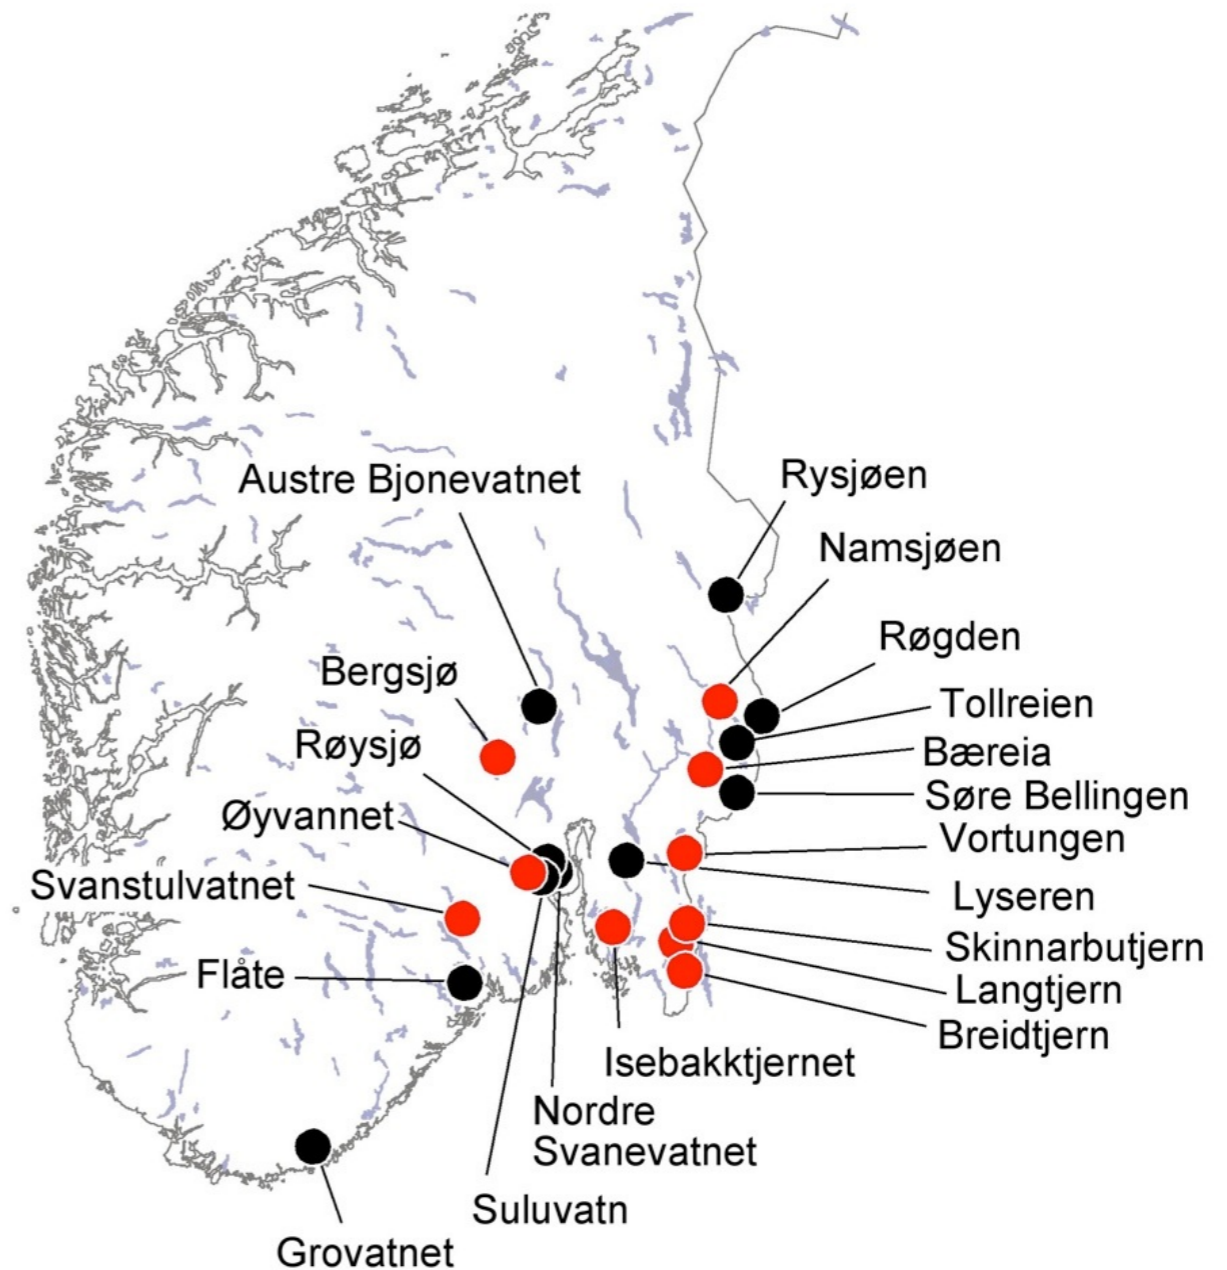 Austre Bjonevatnet
Rysjøen
Namsjøen
Røgden
Bergsjø
Tollreien
Røysjø
Bæreia
Søre Bellingen
Øyvannet
Vortungen
Svanstulvatnet
Lyseren
Skinnarbutjern
Flåte
Langtjern
Breidtjern
Isebakktjernet
Nordre
Svanevatnet
Suluvatn
Grovatnet